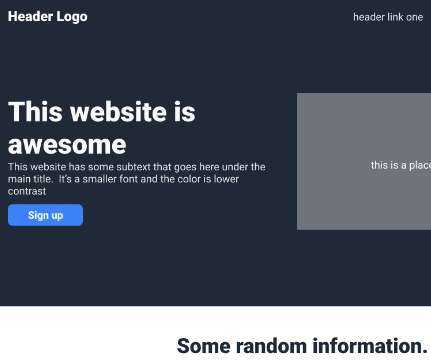 Header Logo
header link one
This website is
awesome
This website has some subtext that goes here under the
main title.  It's a smaller font and the color is lower
contrast
Sign up
this is a place
Some random information.